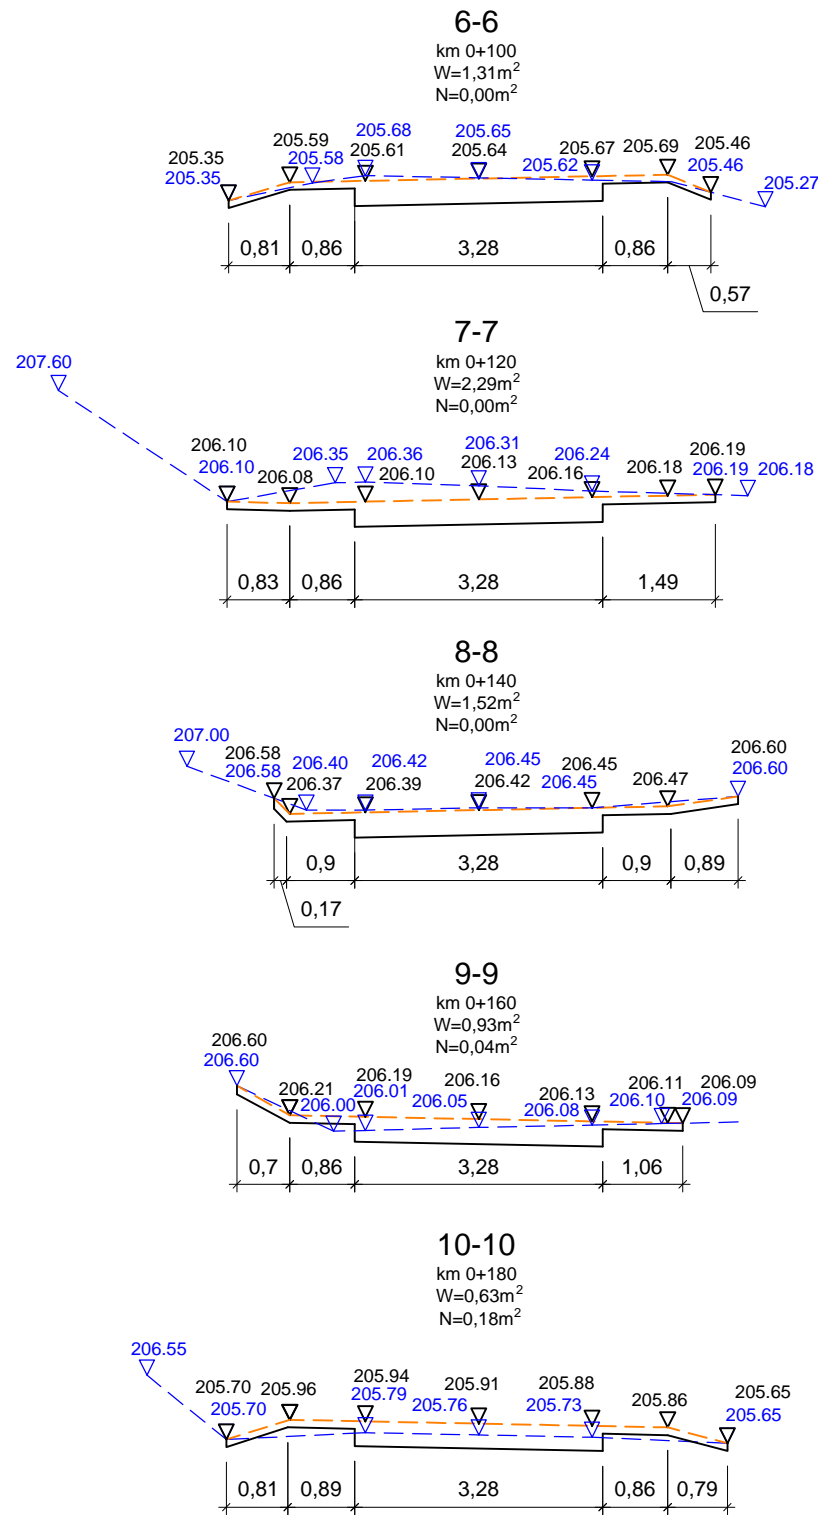 6-6
km 0+100
W=1,31m²
N=0,00m²
205.68 205.65
205.59 205.61 205.64 205.67 205.69 205.46
205.35 205.58 205.62 205.46
205.35 205.27
0,81 0,86 3,28 0,86
0,57
7-7
km 0+120
W=2,29m²
N=0,00m²
207.60
206.10 206.35 206.36 206.31 206.24 206.19
206.10 206.08 206.10 206.13 206.16 206.18 206.19 206.18
0,83 0,86 3,28 1,49
8-8
km 0+140
W=1,52m²
N=0,00m²
207.00
206.58 206.40 206.42 206.45 206.45 206.60
206.58 206.37 206.39 206.42 206.45 206.47 206.60
0,9 3,28 0,9 0,89
0,17
9-9
km 0+160
W=0,93m²
N=0,04m²
206.60 206.19 206.16 206.13 206.11 206.09
206.60 206.21 206.01 206.05 206.08 206.10 206.09
206.00
0,7 0,86 3,28 1,06
10-10
km 0+180
W=0,63m²
N=0,18m²
206.55
205.70 205.96 205.94 205.91 205.88 205.86 205.65
205.70 205.79 205.76 205.73 205.65
0,81 0,89 3,28 0,86 0,79